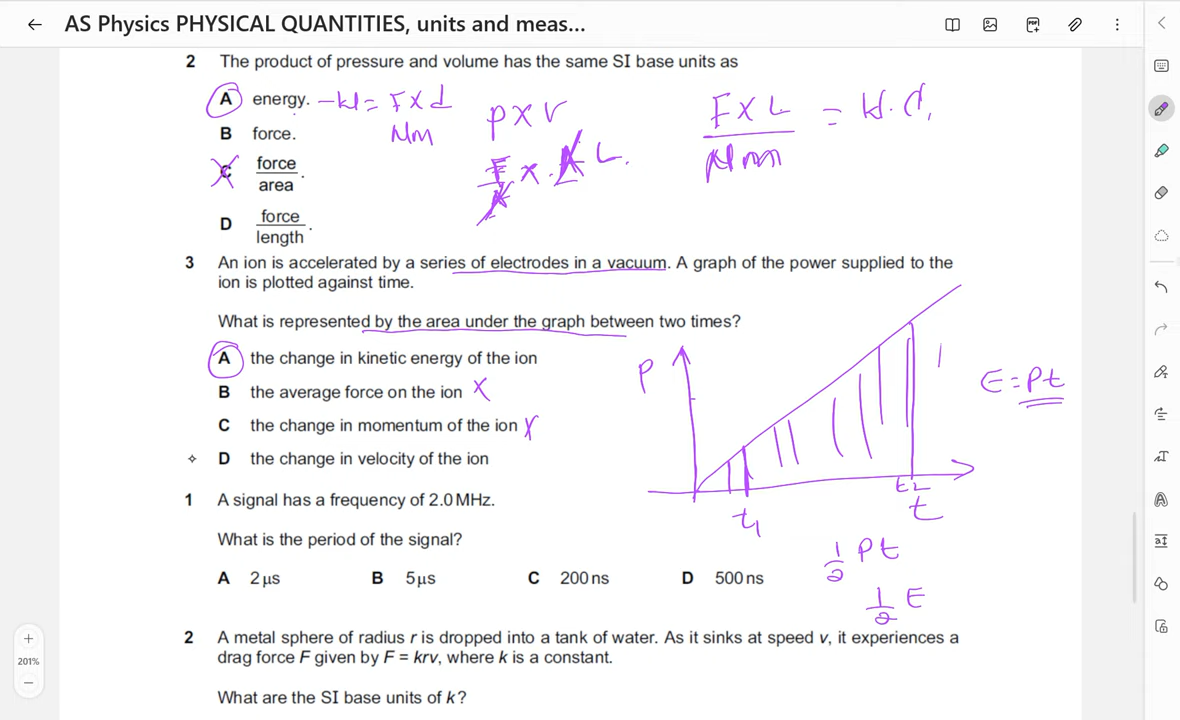 AS Physics PHYSICAL QUANTITIES, units and meas...
2 The product of pressure and volume has the same SI base units as
A energy. - W = F x d
Nm
p x v
F x L = W. d,
Nm
B force.
F x A L.
A
C force
area .
D force
length .
3 An ion is accelerated by a series of electrodes in a vacuum. A graph of the power supplied to the
ion is plotted against time.
What is represented by the area under the graph between two times?
A the change in kinetic energy of the ion
B the average force on the ion X
C the change in momentum of the ion X
D the change in velocity of the ion
P
E = Pt
t1
t2
t
1 A signal has a frequency of 2.0 MHz.
What is the period of the signal?
1/2 Pt
A 2 µs B 5 µs C 200 ns D 500 ns
1/2 E
2 A metal sphere of radius r is dropped into a tank of water. As it sinks at speed v, it experiences a
drag force F given by F = krv, where k is a constant.
What are the SI base units of k?
201%